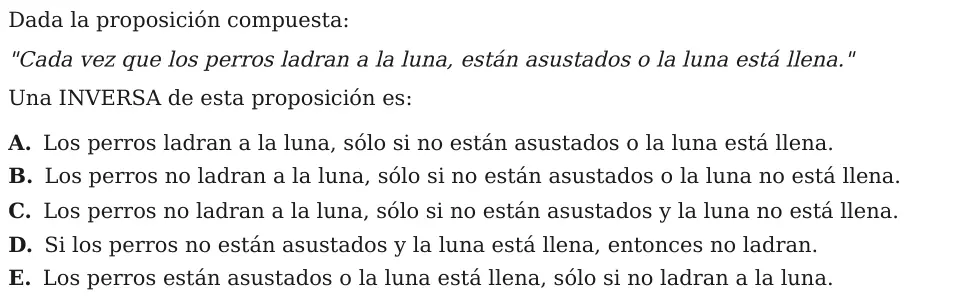 Dada la proposición compuesta:
"Cada vez que los perros ladran a la luna, están asustados o la luna está llena."
Una INVERSA de esta proposición es:
A. Los perros ladran a la luna, sólo si no están asustados o la luna está llena.
B. Los perros no ladran a la luna, sólo si no están asustados o la luna no está llena.
C. Los perros no ladran a la luna, sólo si no están asustados y la luna no está llena.
D. Si los perros no están asustados y la luna está llena, entonces no ladran.
E. Los perros están asustados o la luna está llena, sólo si no ladran a la luna.